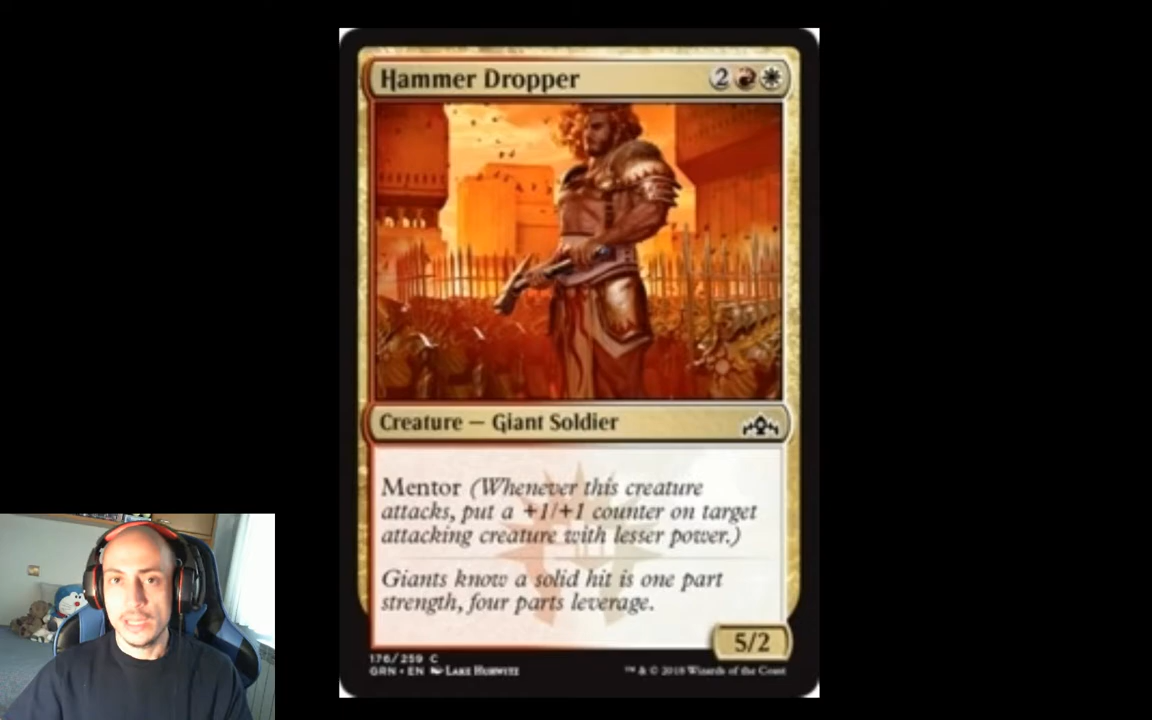 Hammer Dropper 2
Creature — Giant Soldier
Mentor (Whenever this creature
attacks, put a +1/+1 counter on target
attacking creature with lesser power.)
Giants know a solid hit is one part
strength, four parts leverage.
5/2
176/259 C
GRN • EN Lake Hurwitz
™ & © 2018 Wizards of the Coast